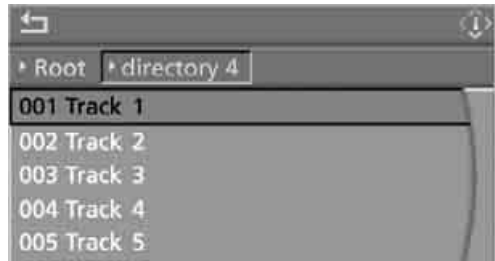 Root directory 4
001 Track 1
002 Track 2
003 Track 3
004 Track 4
005 Track 5